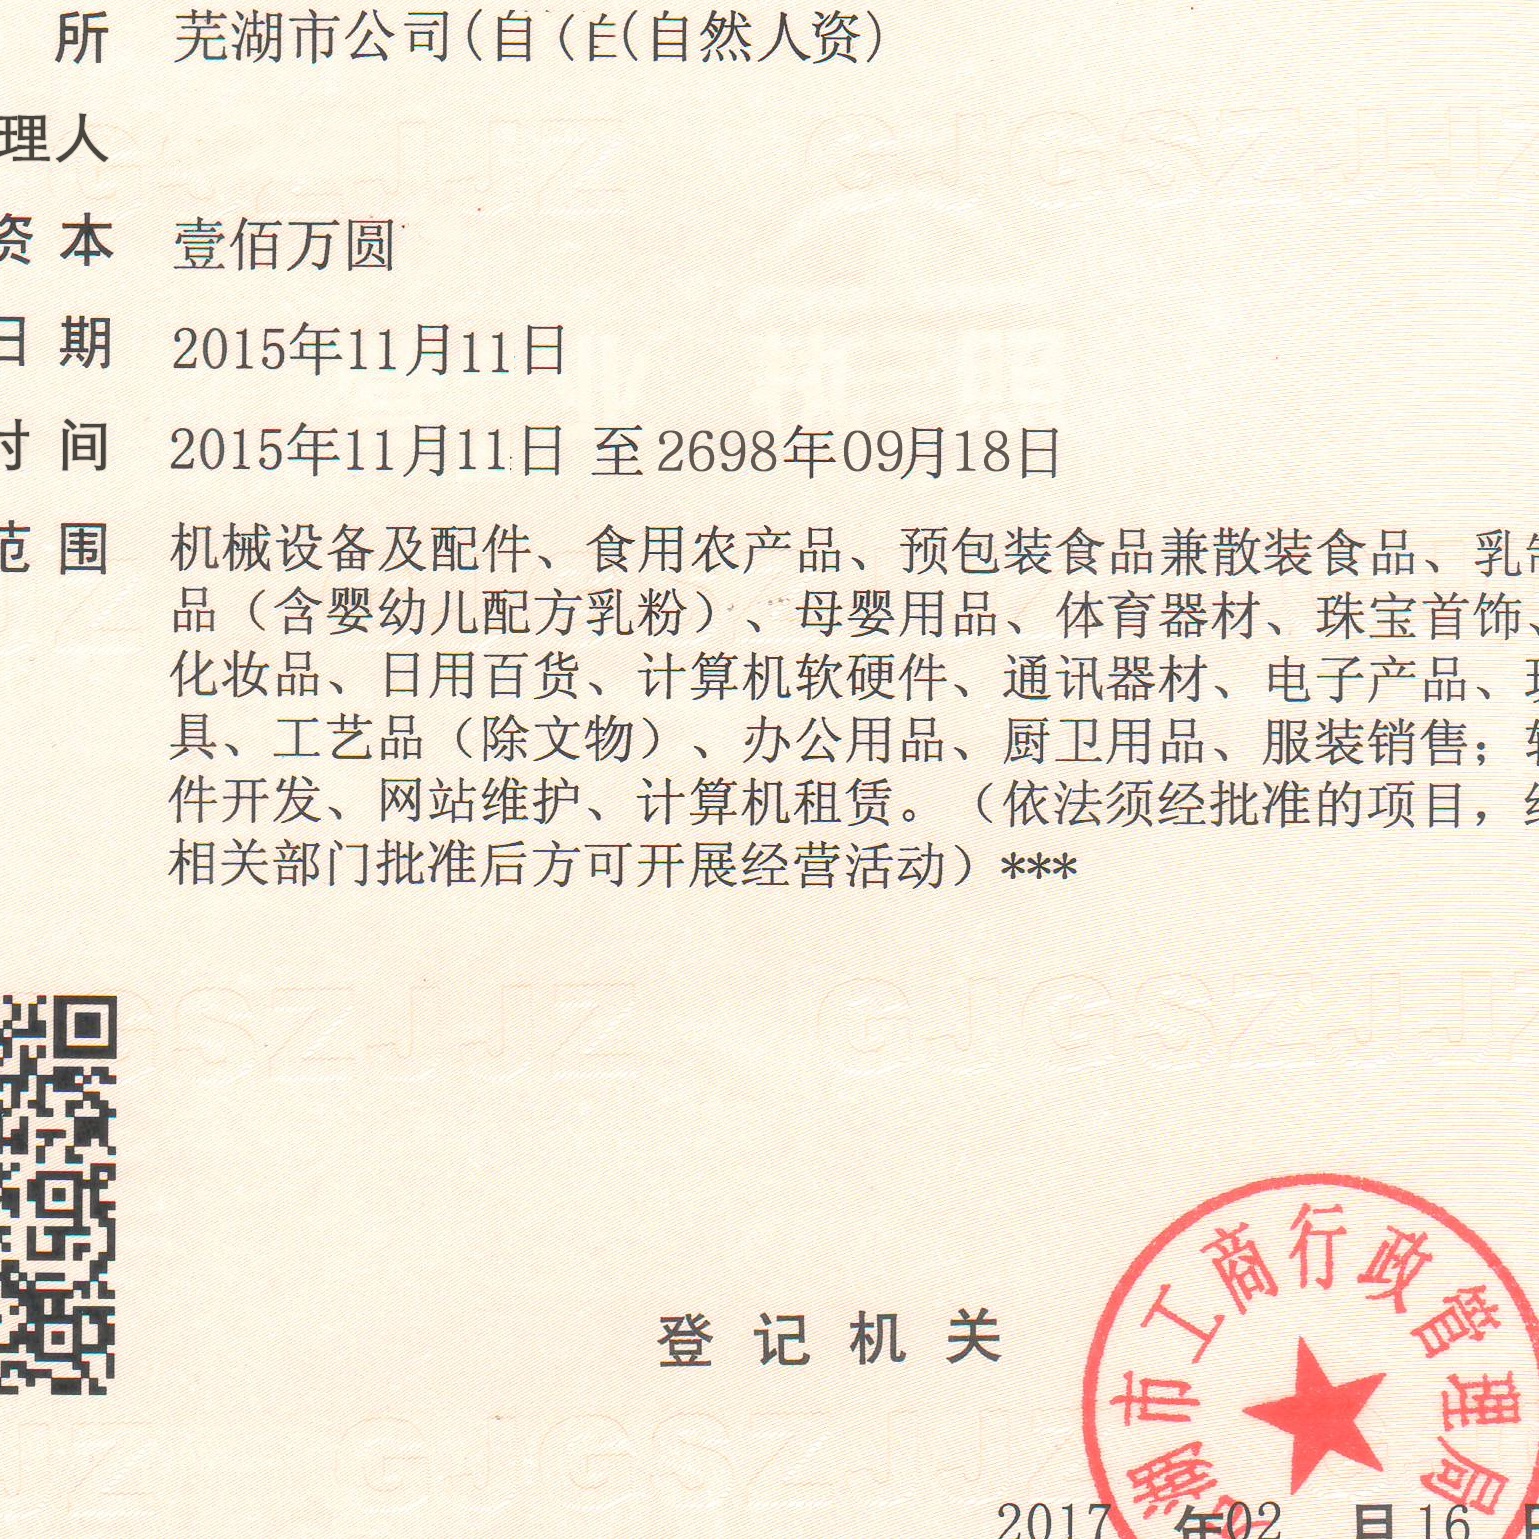 所 芜湖市公司(自(自(自然人资)
理人
资本 壹佰万圆
日期 2015年11月11日
时间 2015年11月11日 至2698年09月18日
范围 机械设备及配件、食用农产品、预包装食品兼散装食品、乳制
品（含婴幼儿配方乳粉）、母婴用品、体育器材、珠宝首饰、
化妆品、日用百货、计算机软硬件、通讯器材、电子产品、
具、工艺品（除文物）、办公用品、厨卫用品、服装销售；软
件开发、网站维护、计算机租赁。（依法须经批准的项目，经
相关部门批准后方可开展经营活动）***
GJGSZJJZ
登记机关
湖市工商行政管理局
2017 年02 月16日